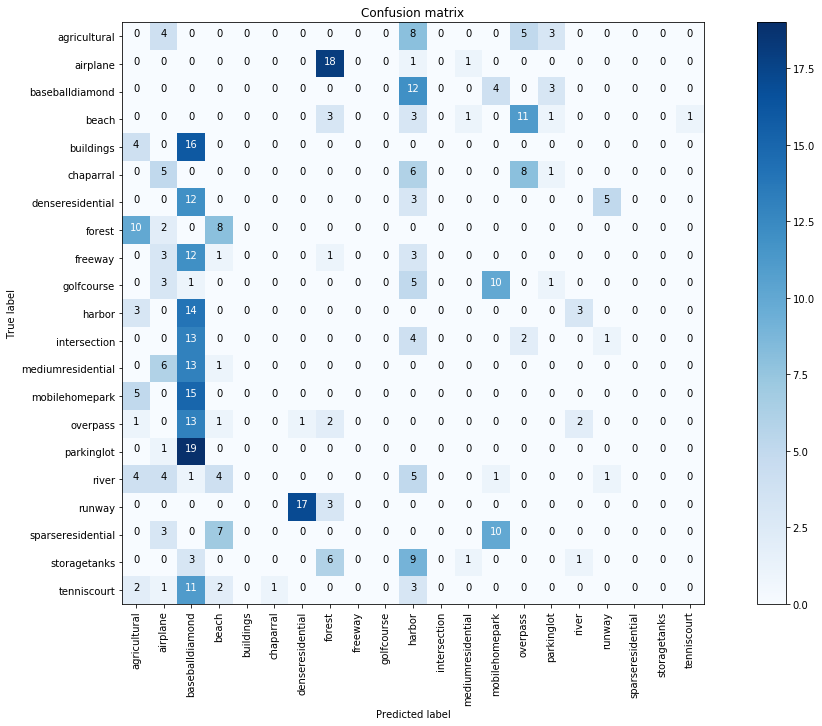 Confusion matrix
agricultural 0 4 0 0 0 0 0 0 0 0 8 0 0 0 5 3 0 0 0 0 0
airplane 0 0 0 0 0 0 0 18 0 0 1 0 1 0 0 0 0 0 0 0 0
baseballdiamond 0 0 0 0 0 0 0 0 0 0 12 0 0 4 0 3 0 0 0 0 0
beach 0 0 0 0 0 0 0 3 0 0 3 0 1 0 11 1 0 0 0 0 1
buildings 4 0 16 0 0 0 0 0 0 0 0 0 0 0 0 0 0 0 0 0 0
chaparral 0 5 0 0 0 0 0 0 0 0 6 0 0 0 8 1 0 0 0 0 0
denseresidential 0 0 12 0 0 0 0 0 0 0 3 0 0 0 0 0 0 5 0 0 0
forest 10 2 0 8 0 0 0 0 0 0 0 0 0 0 0 0 0 0 0 0 0
freeway 0 3 12 1 0 0 0 1 0 0 3 0 0 0 0 0 0 0 0 0 0
golfcourse 0 3 1 0 0 0 0 0 0 0 5 0 0 10 0 1 0 0 0 0 0
harbor 3 0 14 0 0 0 0 0 0 0 0 0 0 0 0 0 3 0 0 0 0
intersection 0 0 13 0 0 0 0 0 0 0 4 0 0 0 2 0 0 1 0 0 0
mediumresidential 0 6 13 1 0 0 0 0 0 0 0 0 0 0 0 0 0 0 0 0 0
mobilehomepark 5 0 15 0 0 0 0 0 0 0 0 0 0 0 0 0 0 0 0 0 0
overpass 1 0 13 1 0 0 1 2 0 0 0 0 0 0 0 0 2 0 0 0 0
parkinglot 0 1 19 0 0 0 0 0 0 0 0 0 0 0 0 0 0 0 0 0 0
river 4 4 1 4 0 0 0 0 0 0 5 0 0 1 0 0 0 1 0 0 0
runway 0 0 0 0 0 0 17 3 0 0 0 0 0 0 0 0 0 0 0 0 0
sparseresidential 0 3 0 7 0 0 0 0 0 0 0 0 0 10 0 0 0 0 0 0 0
storagetanks 0 0 3 0 0 0 0 6 0 0 9 0 1 0 0 0 1 0 0 0 0
tenniscourt 2 1 11 2 0 1 0 0 0 0 3 0 0 0 0 0 0 0 0 0 0
True label
agricultural
airplane
baseballdiamond
beach
buildings
chaparral
denseresidential
forest
freeway
golfcourse
harbor
intersection
mediumresidential
mobilehomepark
overpass
parkinglot
river
runway
sparseresidential
storagetanks
tenniscourt
Predicted label
17.5
15.0
12.5
10.0
7.5
5.0
2.5
0.0